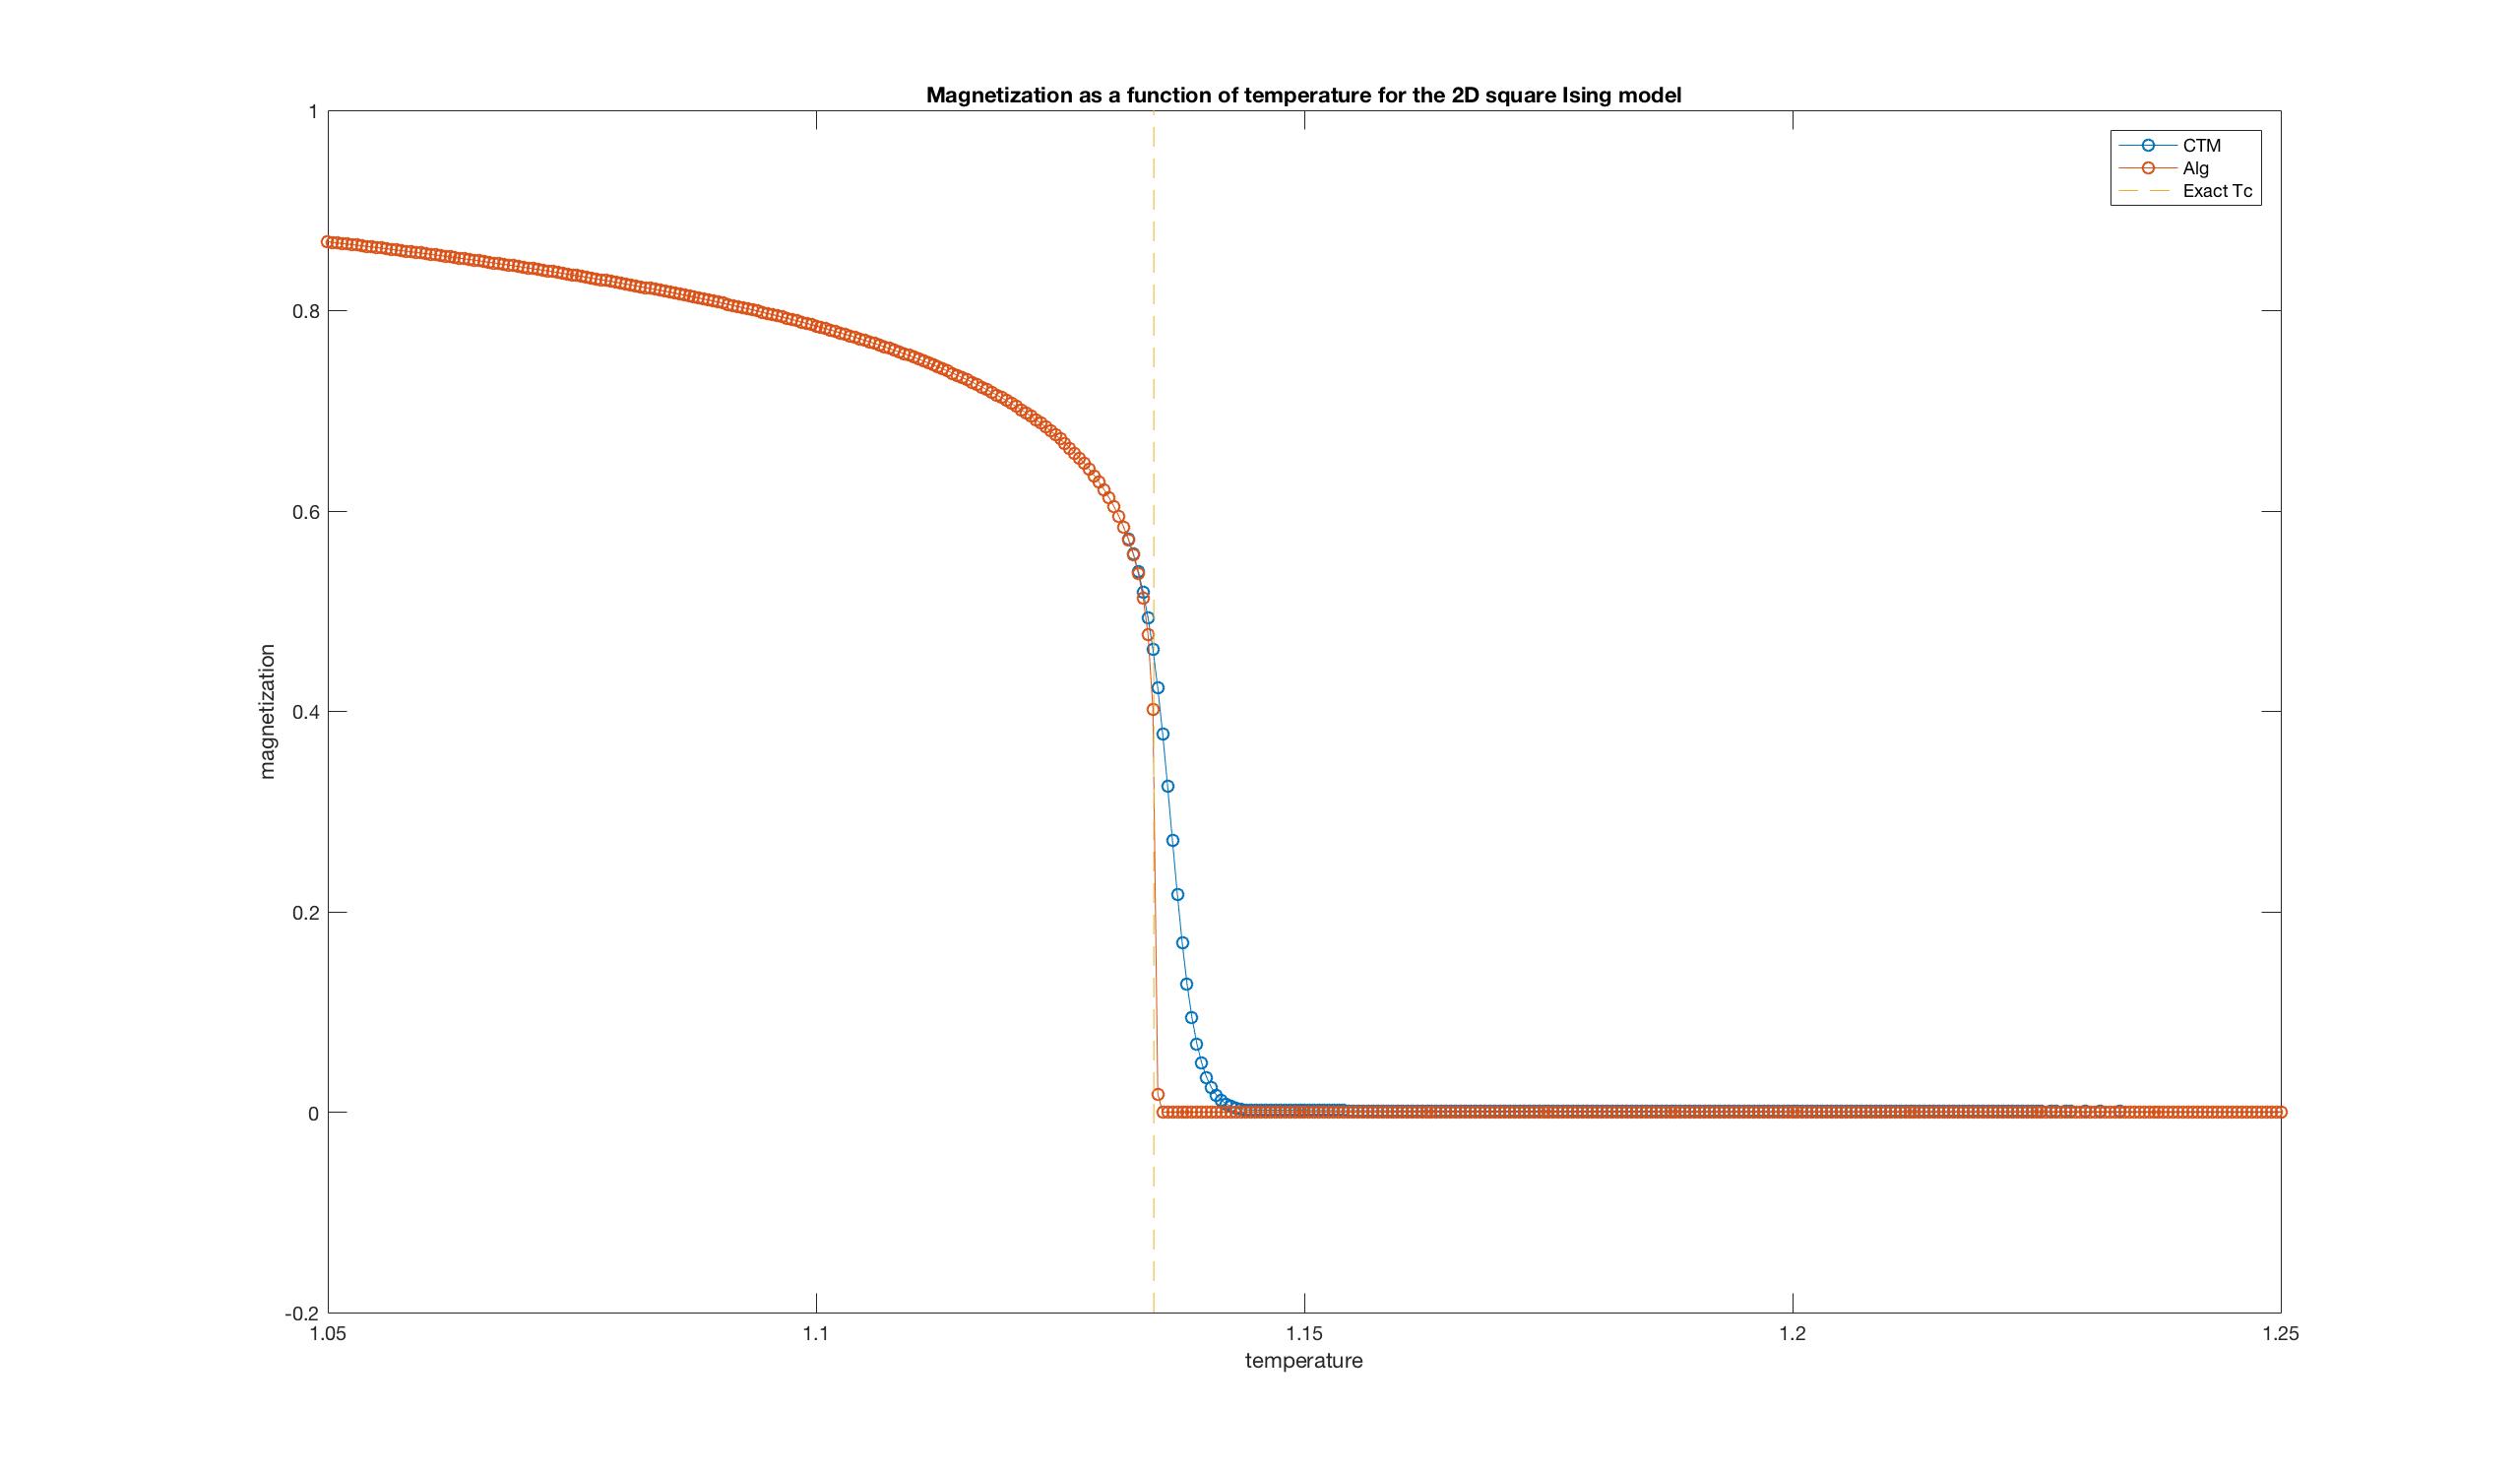 Magnetization as a function of temperature for the 2D square Ising model
1
0.8
0.6
0.4
0.2
0
-0.2
magnetization
1.05
1.1
1.15
1.2
1.25
temperature
CTM
Alg
Exact Tc